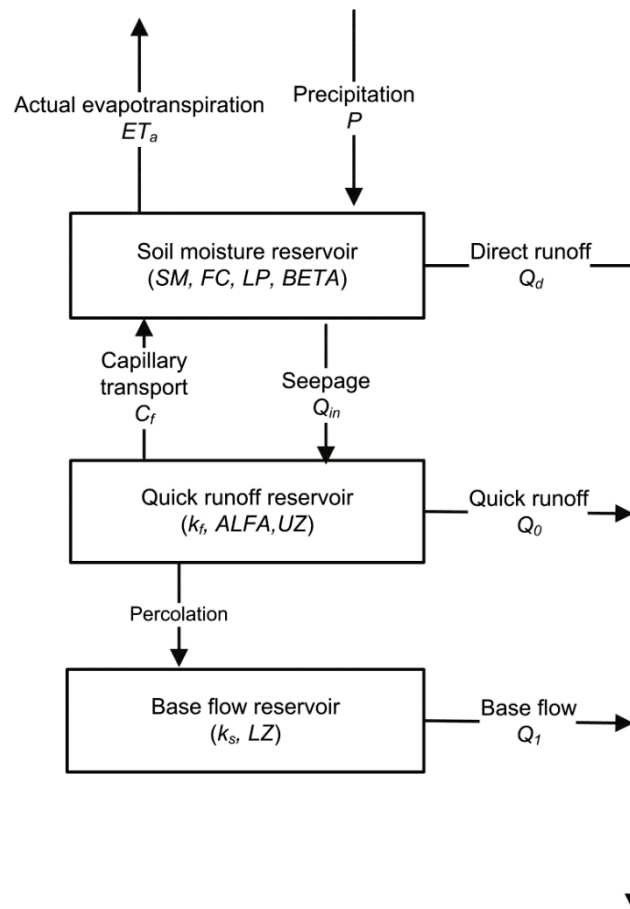 Actual evapotranspiration
ETa
Precipitation
P
Soil moisture reservoir
(SM, FC, LP, BETA)
Direct runoff
Qd
Capillary
transport
Cf
Seepage
Qin
Quick runoff reservoir
(kf, ALFA,UZ)
Quick runoff
Q0
Percolation
Base flow reservoir
(ks, LZ)
Base flow
Q1